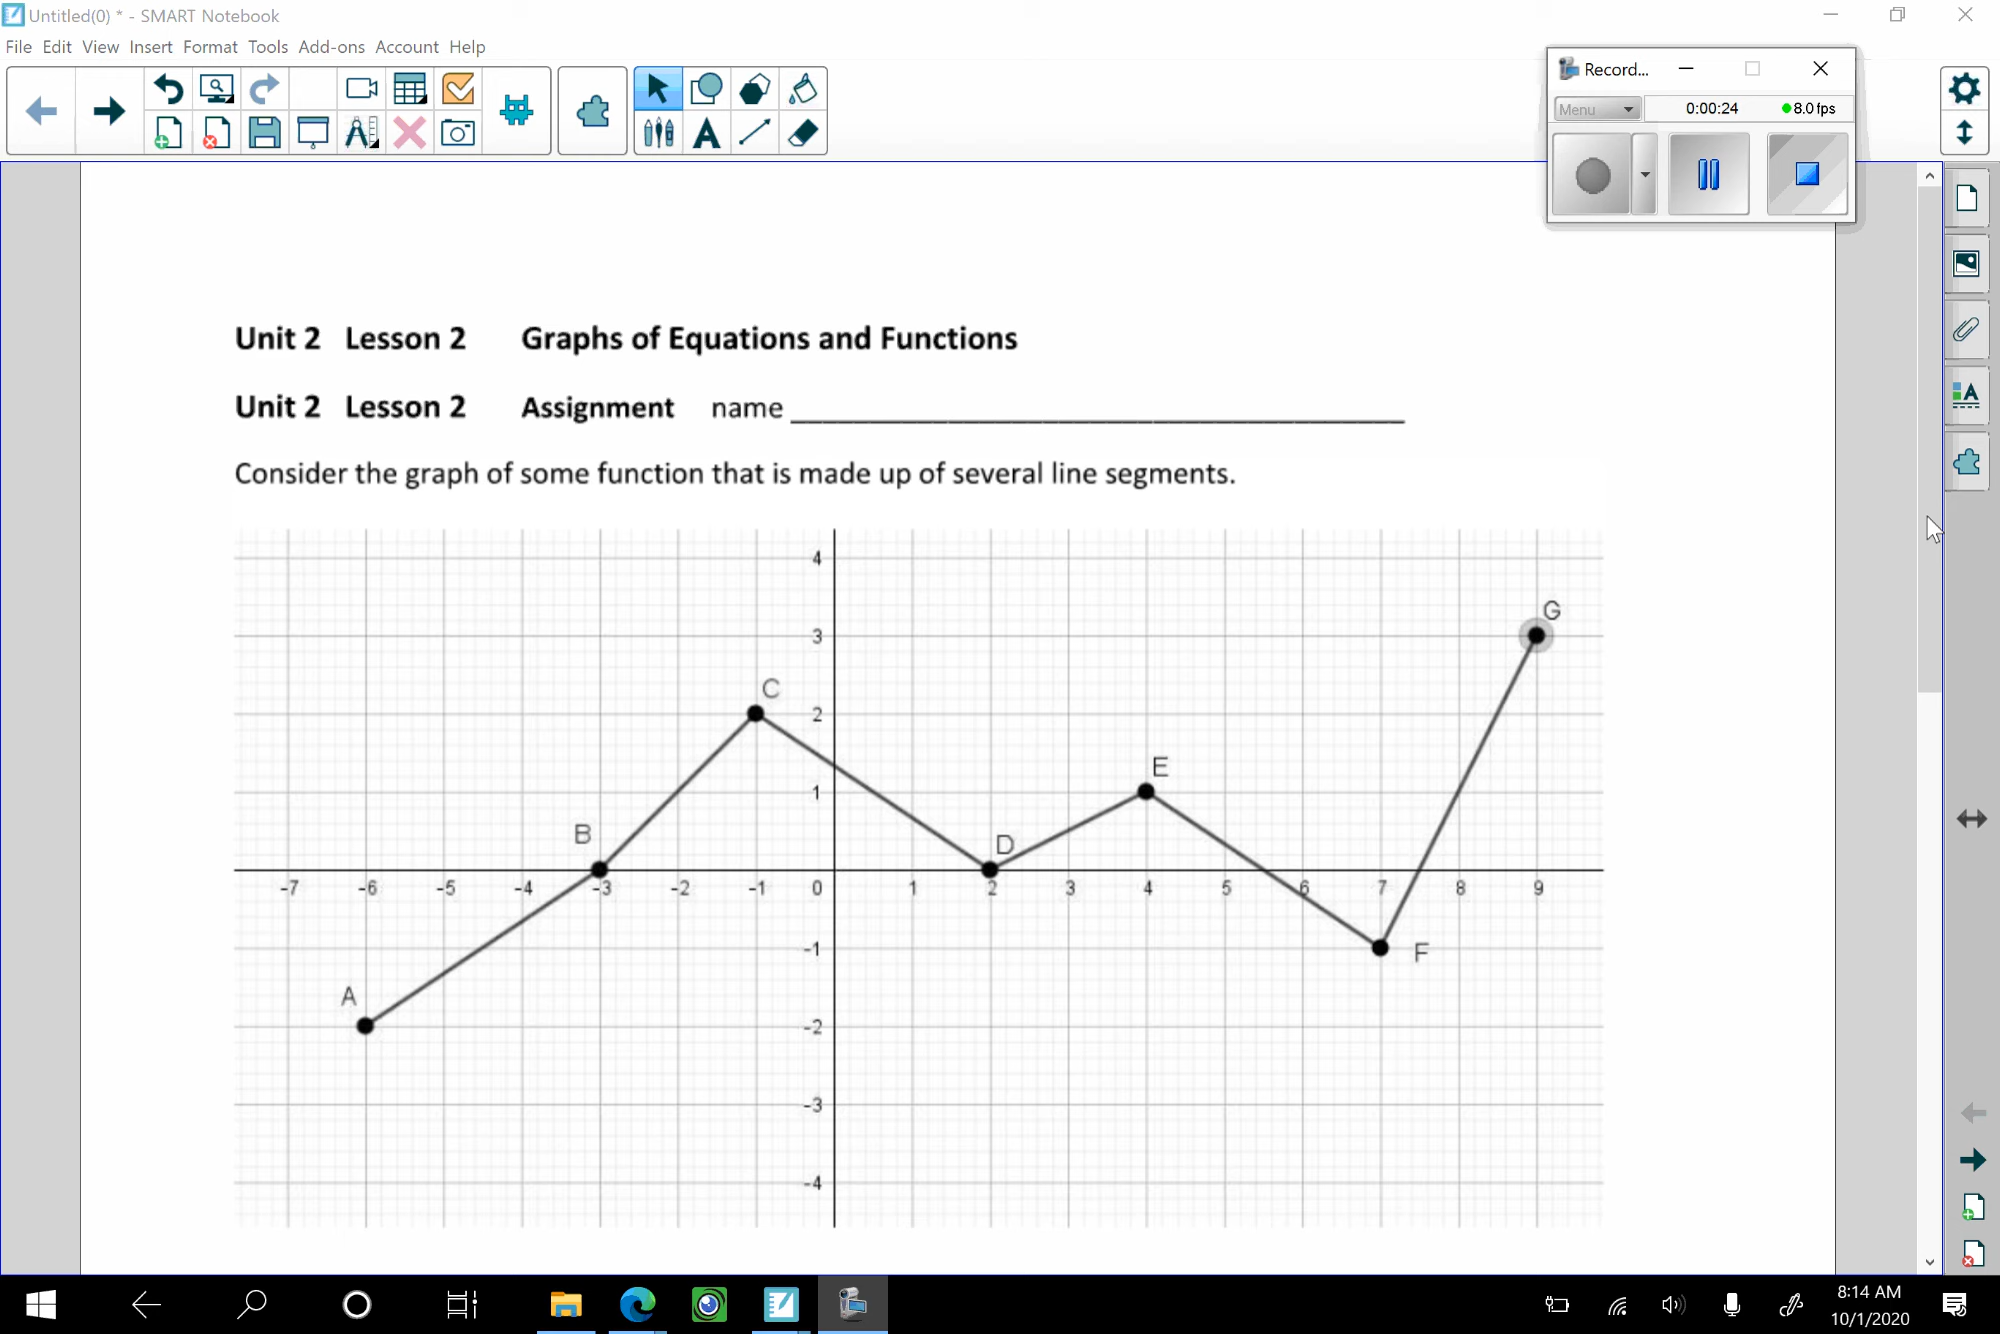 Untitled(0) * - SMART Notebook
File Edit View Insert Format Tools Add-ons Account Help
Record...
Menu 0:00:24 8.0 fps
Unit 2 Lesson 2 Graphs of Equations and Functions
Unit 2 Lesson 2 Assignment name
Consider the graph of some function that is made up of several line segments.
4
G
3
C
2
E
1
B
D
-7 -6 -5 -4 -3 -2 -1 0 1 2 3 4 5 6 7 8 9
-1
F
A
-2
-3
-4
8:14 AM
10/1/2020